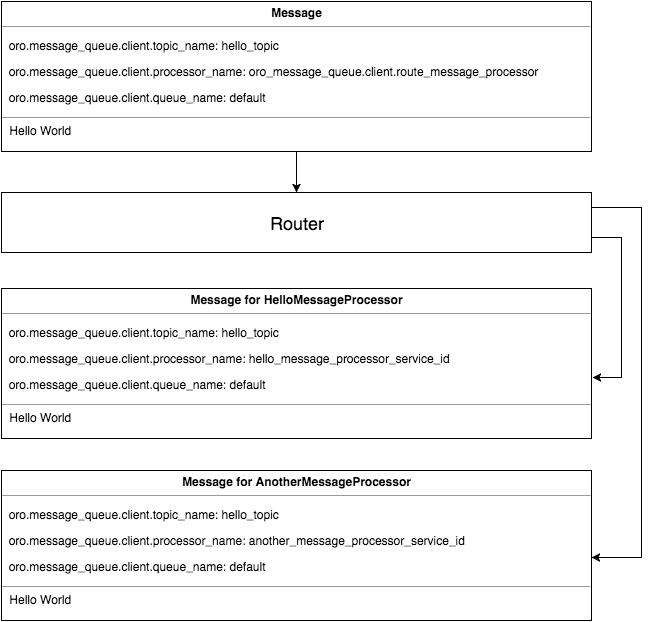 Message
oro.message_queue.client.topic_name: hello_topic
oro.message_queue.client.processor_name: oro_message_queue.client.route_message_processor
oro.message_queue.client.queue_name: default
Hello World
Router
Message for HelloMessageProcessor
oro.message_queue.client.topic_name: hello_topic
oro.message_queue.client.processor_name: hello_message_processor_service_id
oro.message_queue.client.queue_name: default
Hello World
Message for AnotherMessageProcessor
oro.message_queue.client.topic_name: hello_topic
oro.message_queue.client.processor_name: another_message_processor_service_id
oro.message_queue.client.queue_name: default
Hello World